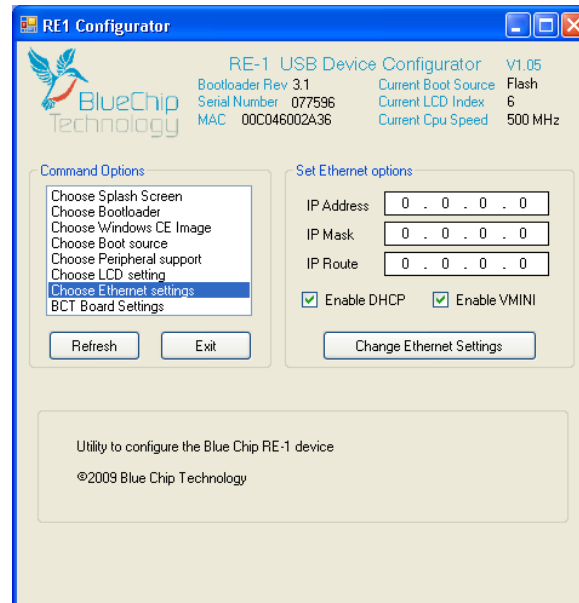 RE1 Configurator
BlueChip
Technology
RE-1 USB Device Configurator V1.05
Bootloader Rev 3.1 Current Boot Source Flash
Serial Number 077596 Current LCD Index 6
MAC 00C046002A36 Current Cpu Speed 500 MHz
Command Options
Choose Splash Screen
Choose Bootloader
Choose Windows CE Image
Choose Boot source
Choose Peripheral support
Choose LCD setting
Choose Ethernet settings
BCT Board Settings
Refresh Exit
Set Ethernet options
IP Address 0 . 0 . 0 . 0
IP Mask 0 . 0 . 0 . 0
IP Route 0 . 0 . 0 . 0
Enable DHCP Enable VMINI
Change Ethernet Settings
Utility to configure the Blue Chip RE-1 device
©2009 Blue Chip Technology